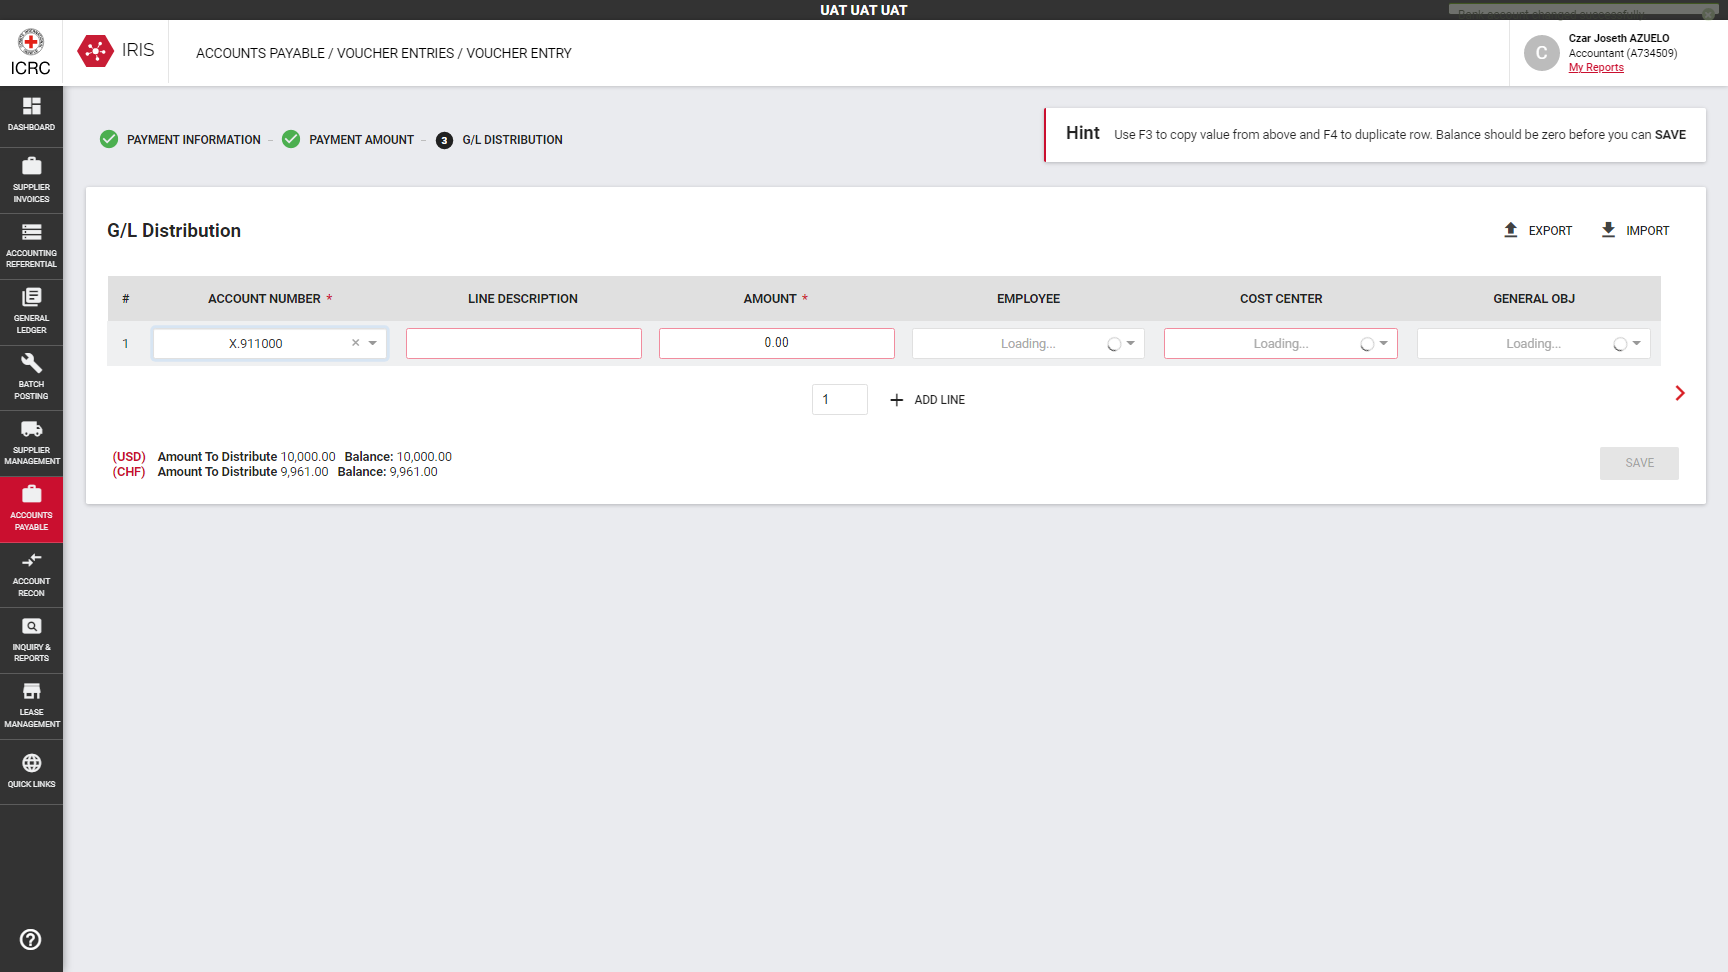 UAT UAT UAT
Bank account changed successfully
ICRC
IRIS
ACCOUNTS PAYABLE / VOUCHER ENTRIES / VOUCHER ENTRY
C
Czar Joseth AZUELO
Accountant (A734509)
My Reports
DASHBOARD
SUPPLIER
INVOICES
ACCOUNTING
REFERENTIAL
GENERAL
LEDGER
BATCH
POSTING
SUPPLIER
MANAGEMENT
ACCOUNTS
PAYABLE
ACCOUNT
RECON
INQUIRY &
REPORTS
LEASE
MANAGEMENT
QUICK LINKS
PAYMENT INFORMATION – PAYMENT AMOUNT – 3 G/L DISTRIBUTION
Hint Use F3 to copy value from above and F4 to duplicate row. Balance should be zero before you can SAVE
G/L Distribution
EXPORT IMPORT
# ACCOUNT NUMBER * LINE DESCRIPTION AMOUNT * EMPLOYEE COST CENTER GENERAL OBJ
1 X.911000 × 0.00 Loading... Loading... Loading...
1 + ADD LINE
(USD) Amount To Distribute 10,000.00 Balance: 10,000.00
(CHF) Amount To Distribute 9,961.00 Balance: 9,961.00
SAVE